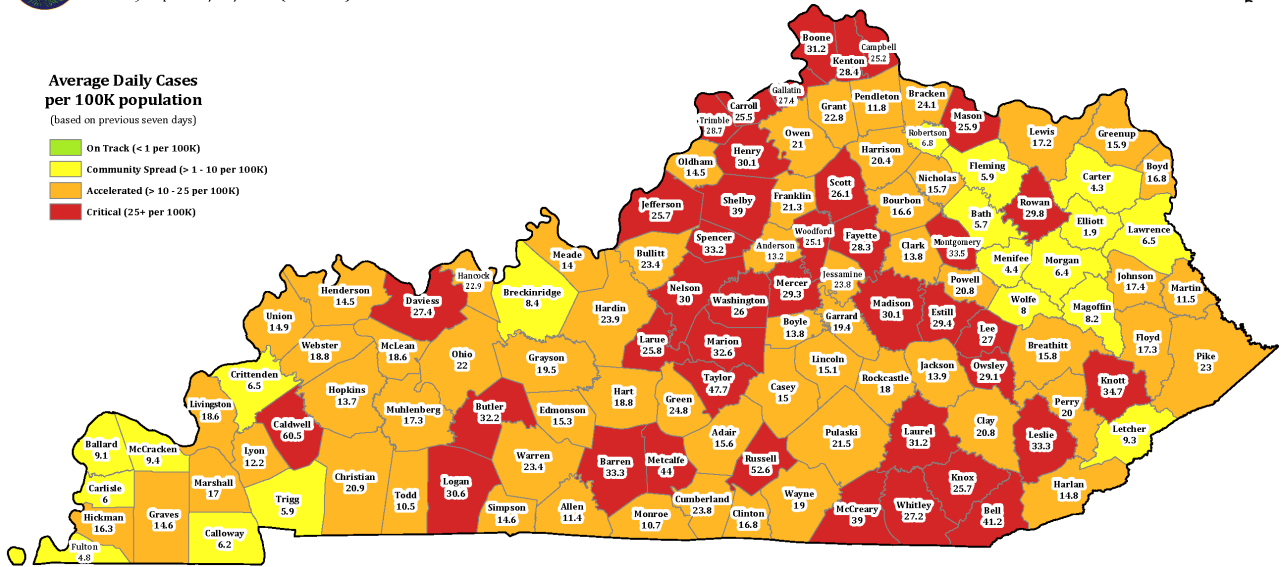 Average Daily Cases
per 100K population
(based on previous seven days)
On Track (< 1 per 100K)
Community Spread (> 1 - 10 per 100K)
Accelerated (> 10 - 25 per 100K)
Critical (25+ per 100K)
Boone
31.2
Kenton
28.4
Campbell
25.2
Gallatin
27.4
Carroll
25.5
Trimble
28.7
Grant
22.8
Pendleton
11.8
Bracken
24.1
Mason
25.9
Robertson
6.8
Lewis
17.2
Greenup
15.9
Boyd
16.8
Owen
21
Henry
30.1
Oldham
14.5
Harrison
20.4
Nicholas
15.7
Fleming
5.9
Carter
4.3
Rowan
29.8
Elliott
1.9
Lawrence
6.5
Jefferson
25.7
Shelby
39
Franklin
21.3
Scott
26.1
Bourbon
16.6
Bath
5.7
Spencer
33.2
Anderson
13.2
Woodford
25.1
Fayette
28.3
Clark
13.8
Montgomery
33.5
Menifee
4.4
Morgan
6.4
Johnson
17.4
Martin
11.5
Meade
14
Bullitt
23.4
Hancock
22.9
Breckinridge
8.4
Henderson
14.5
Daviess
27.4
Union
14.9
Hardin
23.9
Nelson
30
Washington
26
Mercer
29.3
Jessamine
23.8
Madison
30.1
Powell
20.8
Estill
29.4
Wolfe
8
Magoffin
8.2
Lee
27
Breathitt
15.8
Floyd
17.3
Pike
23
Webster
18.8
McLean
18.6
Ohio
22
Grayson
19.5
Larue
25.8
Marion
32.6
Boyle
13.8
Garrard
19.4
Lincoln
15.1
Rockcastle
18
Jackson
13.9
Owsley
29.1
Knott
34.7
Perry
20
Letcher
9.3
Crittenden
6.5
Livingston
18.6
Hopkins
13.7
Muhlenberg
17.3
Butler
32.2
Edmonson
15.3
Hart
18.8
Green
24.8
Taylor
47.7
Casey
15
Caldwell
60.5
Lyon
12.2
Ballard
9.1
McCracken
9.4
Warren
23.4
Barren
33.3
Metcalfe
44
Adair
15.6
Russell
52.6
Pulaski
21.5
Laurel
31.2
Clay
20.8
Leslie
33.3
Carlisle
6
Marshall
17
Trigg
5.9
Christian
20.9
Todd
10.5
Logan
30.6
Simpson
14.6
Allen
11.4
Monroe
10.7
Cumberland
23.8
Clinton
16.8
Wayne
19
McCreary
39
Whitley
27.2
Knox
25.7
Bell
41.2
Harlan
14.8
Hickman
16.3
Graves
14.6
Calloway
6.2
Fulton
4.8